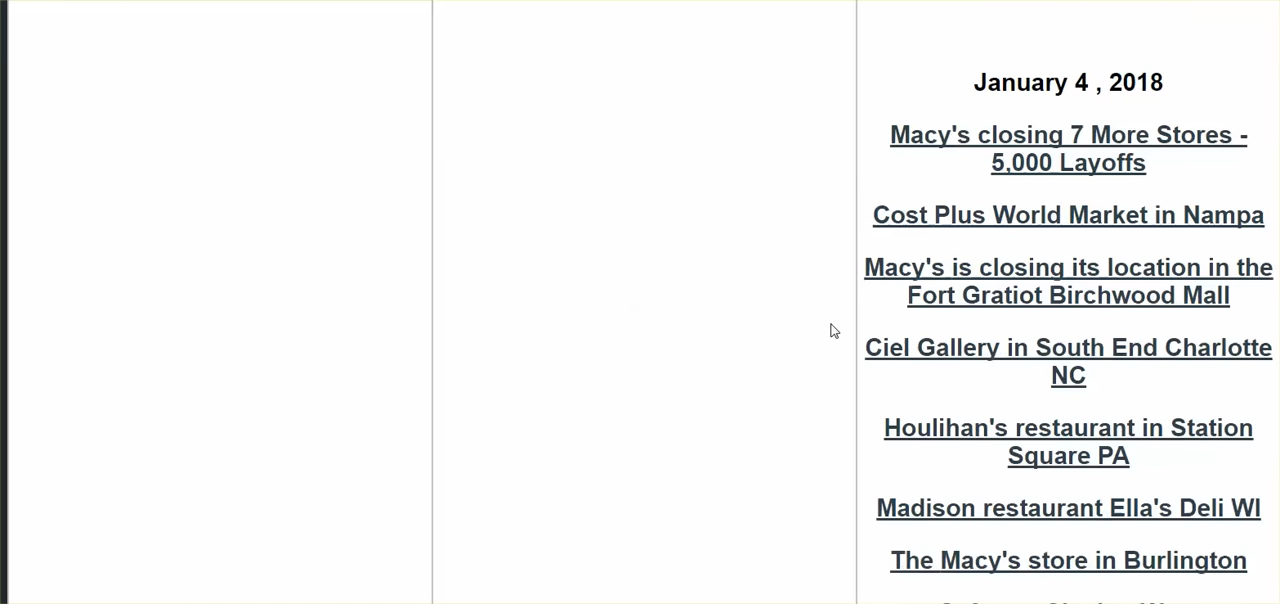 January 4 , 2018
Macy's closing 7 More Stores -
5,000 Layoffs
Cost Plus World Market in Nampa
Macy's is closing its location in the
Fort Gratiot Birchwood Mall
Ciel Gallery in South End Charlotte
NC
Houlihan's restaurant in Station
Square PA
Madison restaurant Ella's Deli WI
The Macy's store in Burlington